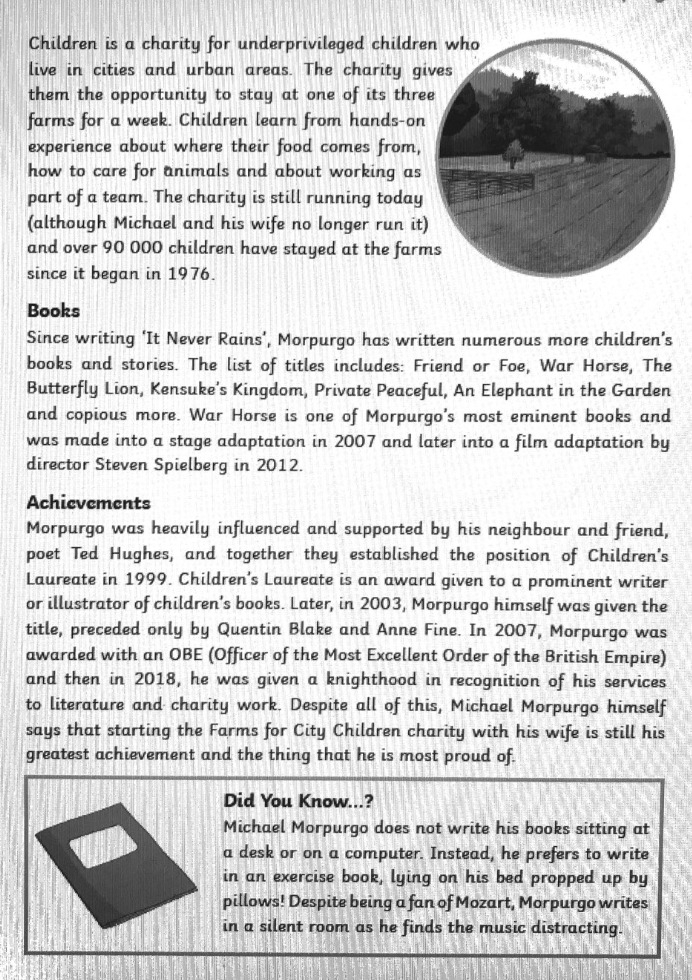 Children is a charity for underprivileged children who
live in cities and urban areas. The charity gives
them the opportunity to stay at one of its three
farms for a week. Children learn from hands-on
experience about where their food comes from,
how to care for animals and about working as
part of a team. The charity is still running today
(although Michael and his wife no longer run it)
and over 90 000 children have stayed at the farms
since it began in 1976.
Books
Since writing 'It Never Rains', Morpurgo has written numerous more children's
books and stories. The list of titles includes: Friend or Foe, War Horse, The
Butterfly Lion, Kensuke's Kingdom, Private Peaceful, An Elephant in the Garden
and copious more. War Horse is one of Morpurgo's most eminent books and
was made into a stage adaptation in 2007 and later into a film adaptation by
director Steven Spielberg in 2012.
Achievements
Morpurgo was heavily influenced and supported by his neighbour and friend,
poet Ted Hughes, and together they established the position of Children's
Laureate in 1999. Children's Laureate is an award given to a prominent writer
or illustrator of children's books. Later, in 2003, Morpurgo himself was given the
title, preceded only by Quentin Blake and Anne Fine. In 2007, Morpurgo was
awarded with an OBE (Officer of the Most Excellent Order of the British Empire)
and then in 2018, he was given a knighthood in recognition of his services
to literature and charity work. Despite all of this, Michael Morpurgo himself
says that starting the Farms for City Children charity with his wife is still his
greatest achievement and the thing that he is most proud of.
Did You Know...?
Michael Morpurgo does not write his books sitting at
a desk or on a computer. Instead, he prefers to write
in an exercise book, lying on his bed propped up by
pillows! Despite being a fan of Mozart, Morpurgo writes
in a silent room as he finds the music distracting.